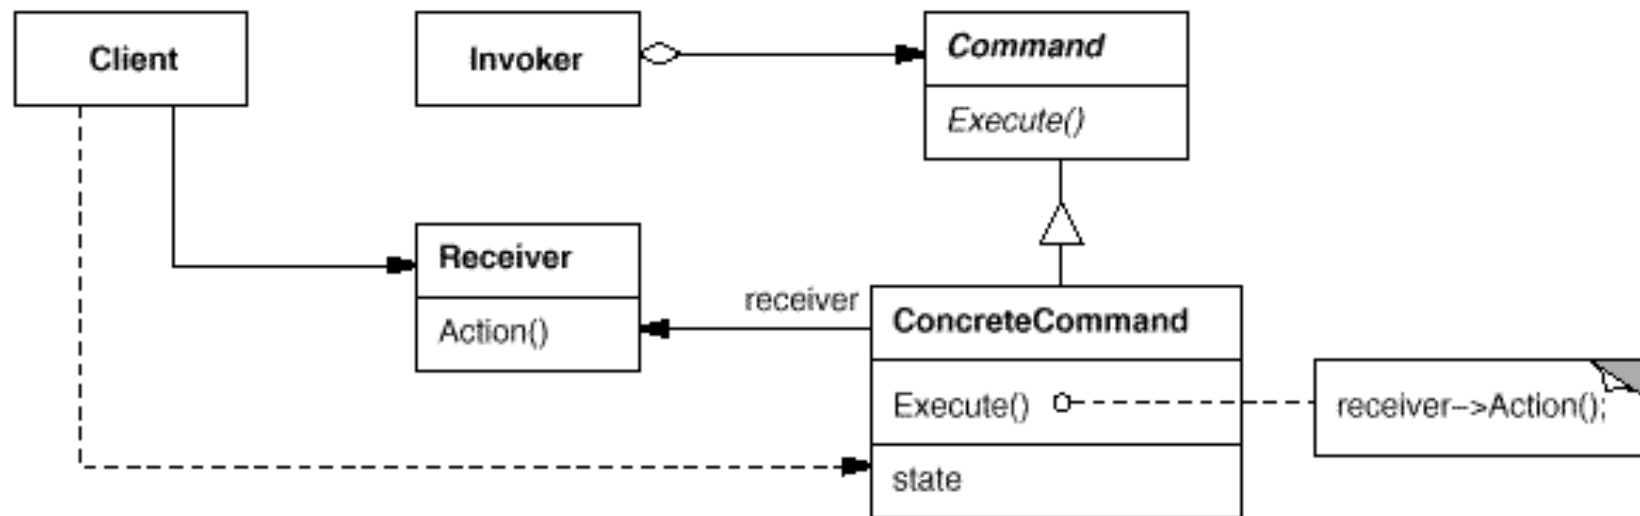 Client
Invoker
Command
Execute()
Receiver
Action()
receiver
ConcreteCommand
Execute()
receiver–>Action();
state